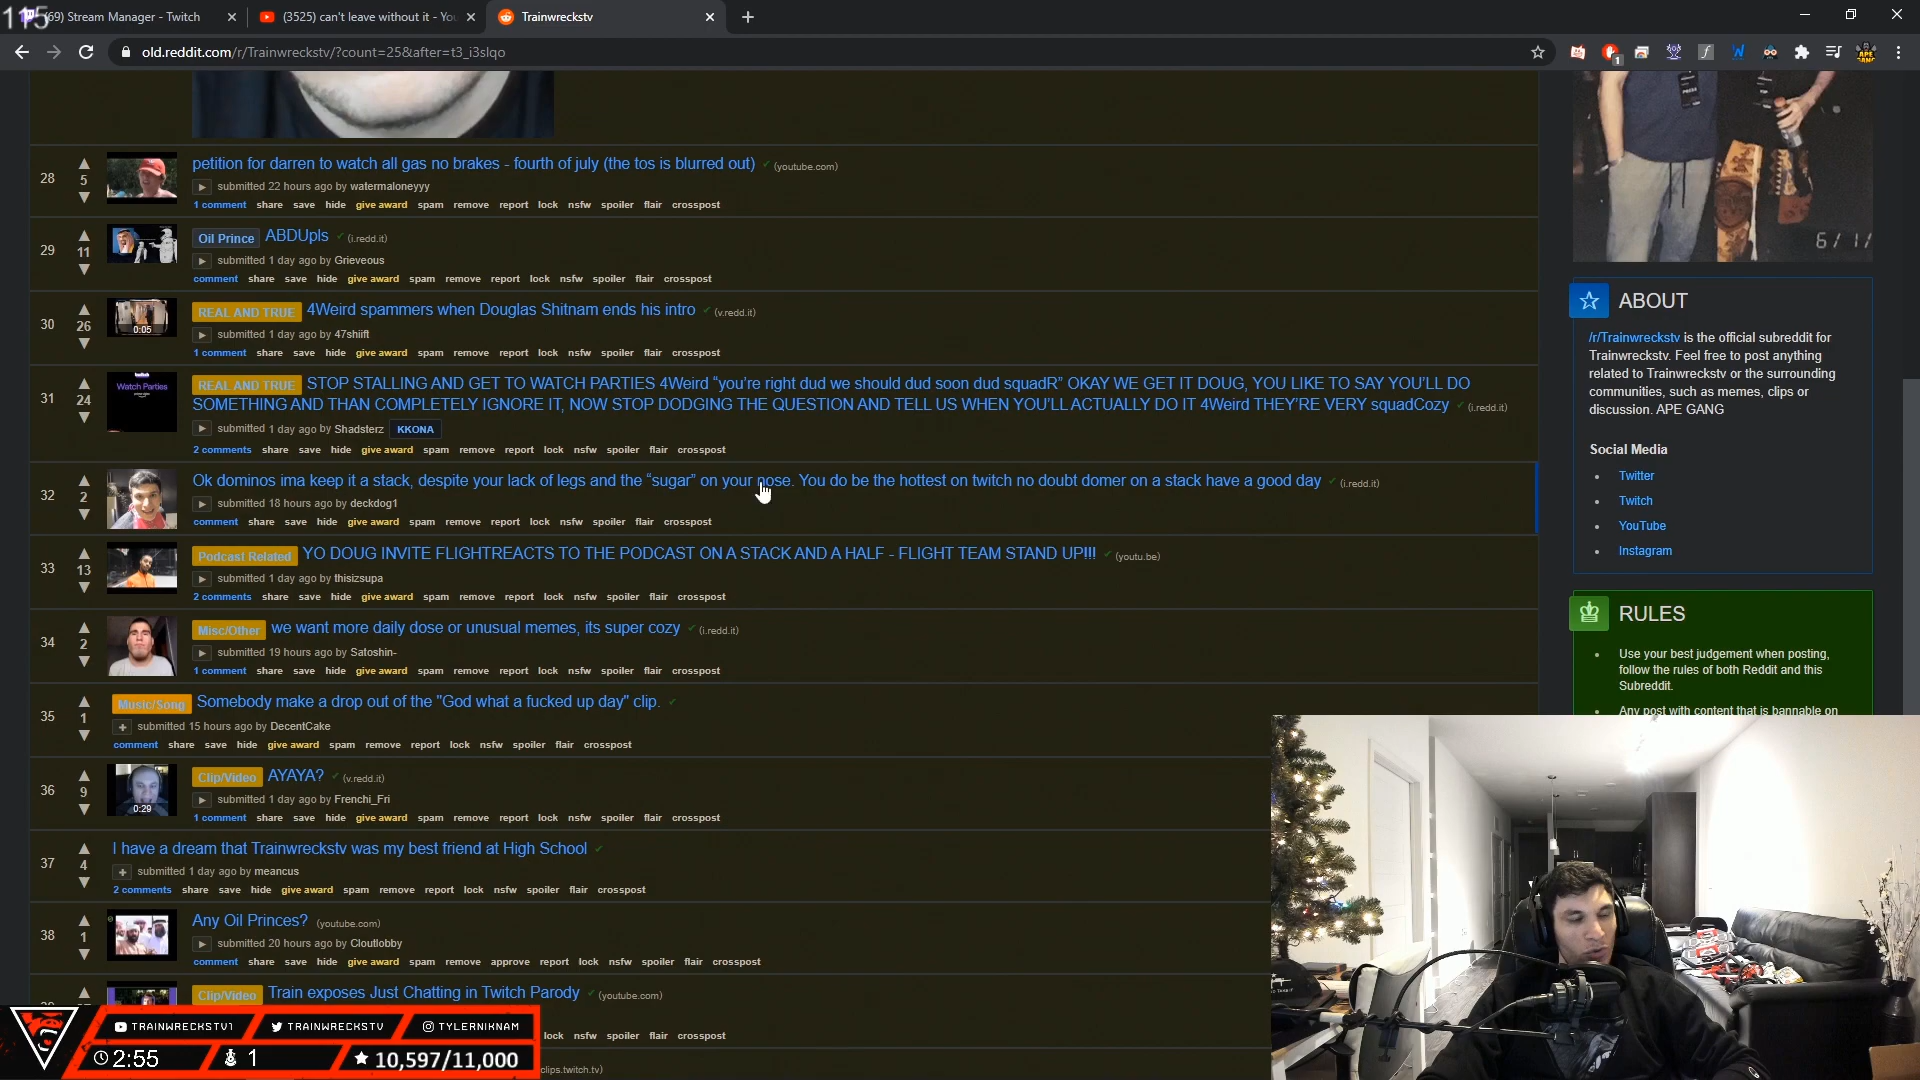 115
(69) Stream Manager - Twitch
(3525) can't leave without it - You
Trainwreckstv
old.reddit.com/r/Trainwreckstv/?count=25&after=t3_i3slqo
1
28
5
petition for darren to watch all gas no brakes - fourth of july (the tos is blurred out) (youtube.com)
submitted 22 hours ago by watermaloneyyy
1 comment share save hide give award spam remove report lock nsfw spoiler flair crosspost
29
11
Oil Prince ABDUpls (i.redd.it)
submitted 1 day ago by Grieveous
comment share save hide give award spam remove report lock nsfw spoiler flair crosspost
30
26
0:05
REAL AND TRUE 4Weird spammers when Douglas Shitnam ends his intro (v.redd.it)
submitted 1 day ago by 47shiift
1 comment share save hide give award spam remove report lock nsfw spoiler flair crosspost
31
24
Watch Parties
REAL AND TRUE STOP STALLING AND GET TO WATCH PARTIES 4Weird “you’re right dud we should dud soon dud squadR” OKAY WE GET IT DOUG, YOU LIKE TO SAY YOU’LL DO
SOMETHING AND THAN COMPLETELY IGNORE IT, NOW STOP DODGING THE QUESTION AND TELL US WHEN YOU’LL ACTUALLY DO IT 4Weird THEY’RE VERY squadCozy (i.redd.it)
submitted 1 day ago by Shadsterz KKONA
2 comments share save hide give award spam remove report lock nsfw spoiler flair crosspost
32
2
Ok dominos ima keep it a stack, despite your lack of legs and the “sugar” on your nose. You do be the hottest on twitch no doubt domer on a stack have a good day (i.redd.it)
submitted 18 hours ago by deckdog1
comment share save hide give award spam remove report lock nsfw spoiler flair crosspost
33
13
Podcast Related YO DOUG INVITE FLIGHTREACTS TO THE PODCAST ON A STACK AND A HALF - FLIGHT TEAM STAND UP!!! (youtu.be)
submitted 1 day ago by thisizsupa
2 comments share save hide give award spam remove report lock nsfw spoiler flair crosspost
34
2
Misc/Other we want more daily dose or unusual memes, its super cozy (i.redd.it)
submitted 19 hours ago by Satoshin-
1 comment share save hide give award spam remove report lock nsfw spoiler flair crosspost
35
1
Music/Song Somebody make a drop out of the "God what a fucked up day" clip.
submitted 15 hours ago by DecentCake
comment share save hide give award spam remove report lock nsfw spoiler flair crosspost
36
9
0:29
Clip/Video AYAYA? (v.redd.it)
submitted 1 day ago by Frenchi_Fri
1 comment share save hide give award spam remove report lock nsfw spoiler flair crosspost
37
4
I have a dream that Trainwreckstv was my best friend at High School
submitted 1 day ago by meancus
2 comments share save hide give award spam remove report lock nsfw spoiler flair crosspost
38
1
Any Oil Princes? (youtube.com)
submitted 20 hours ago by Cloutlobby
comment share save hide give award spam remove approve report lock nsfw spoiler flair crosspost
Clip/Video Train exposes Just Chatting in Twitch Parody (youtube.com)
lock nsfw spoiler flair crosspost
clips.twitch.tv)
6/1/
ABOUT
/r/Trainwreckstv is the official subreddit for
Trainwreckstv. Feel free to post anything
related to Trainwreckstv or the surrounding
communities, such as memes, clips or
discussion. APE GANG
Social Media
Twitter
Twitch
YouTube
Instagram
RULES
Use your best judgement when posting,
follow the rules of both Reddit and this
Subreddit.
Any post with content that is bannable on
TRAINWRECKSTV1
TRAINWRECKSTV
TYLERNIKNAM
2:55
1
10,597/11,000